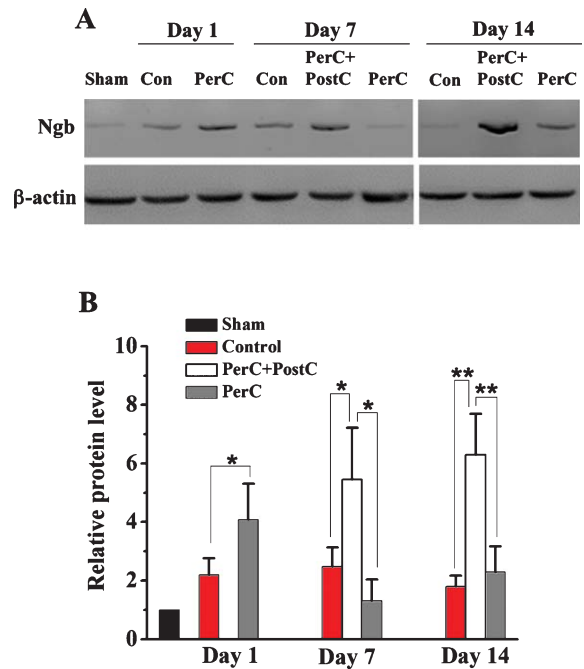 A
Day 1 Day 7 Day 14
PerC+ PerC+
Sham Con PerC Con PostC PerC Con PostC PerC
Ngb
β-actin
B
Sham
Control
PerC+PostC
PerC
10
8
6
4
2
0
Relative protein level
*
* *
** **
Day 1 Day 7 Day 14